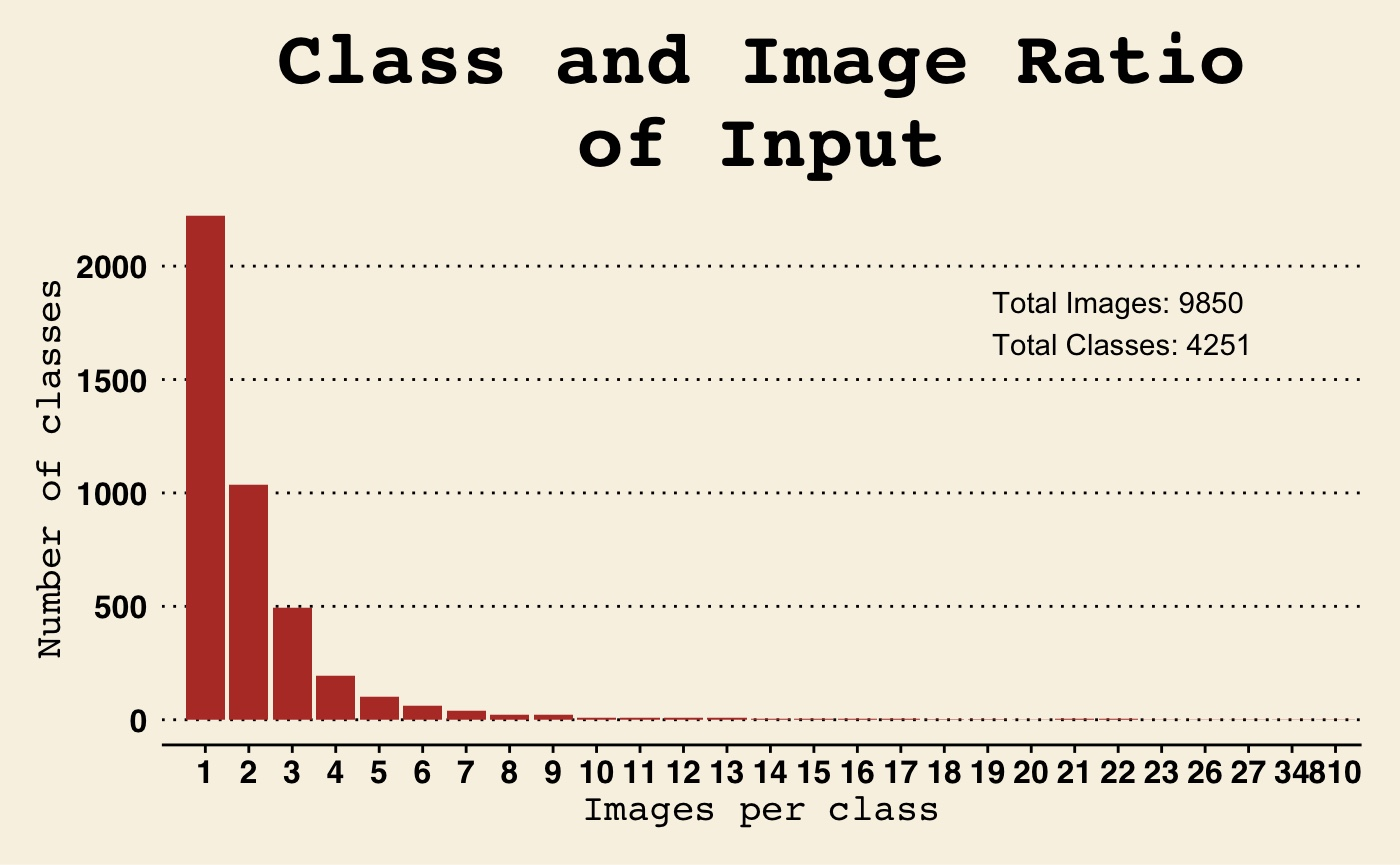 Class and Image Ratio
of Input
2000
1500
1000
500
0
Number of classes
Total Images: 9850
Total Classes: 4251
1 2 3 4 5 6 7 8 9 10 11 12 13 14 15 16 17 18 19 20 21 22 23 26 27 34 810
Images per class